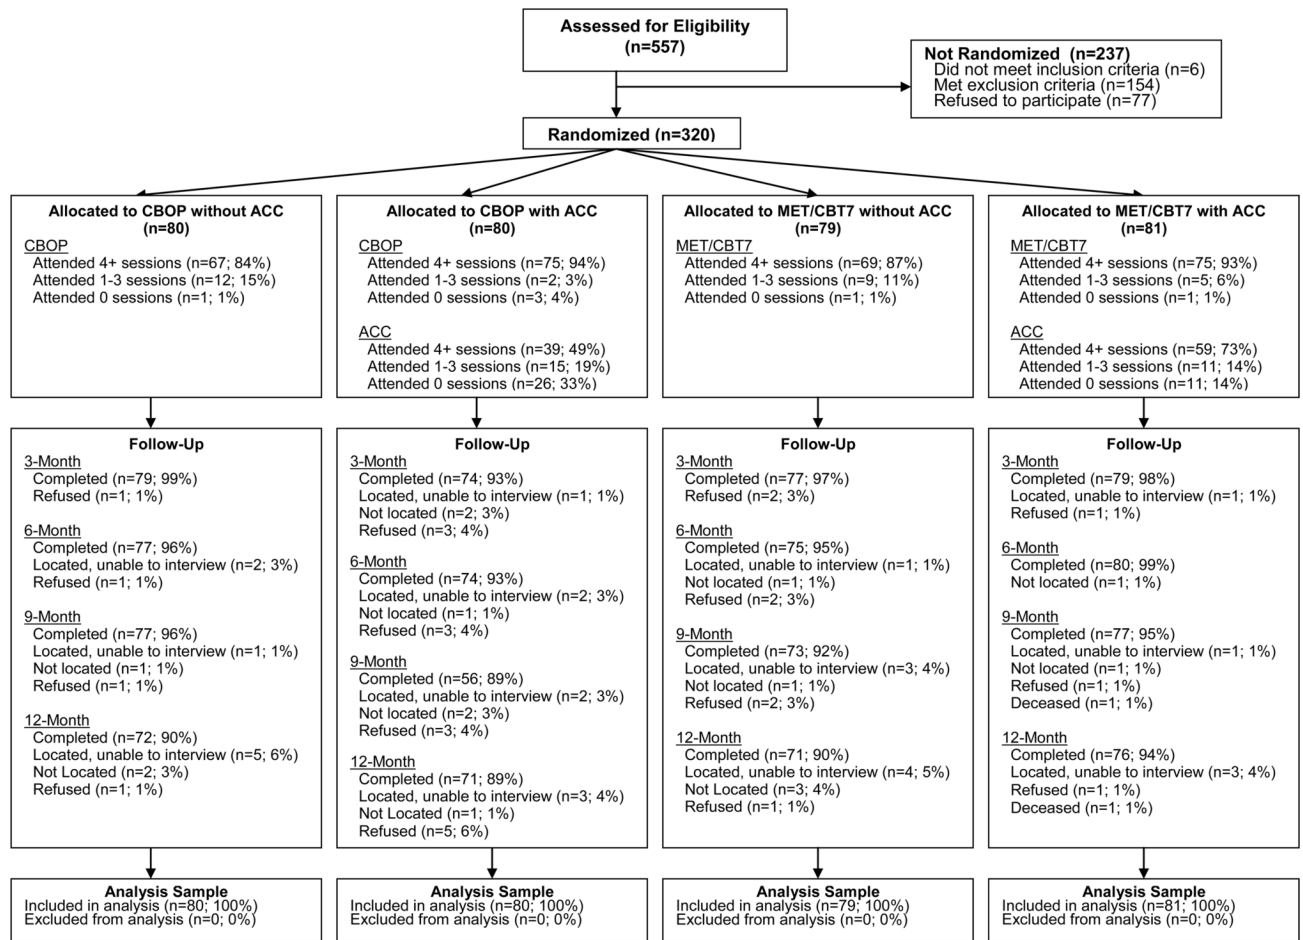 Assessed for Eligibility
(n=557)
Not Randomized (n=237)
Did not meet inclusion criteria (n=6)
Met exclusion criteria (n=154)
Refused to participate (n=77)
Randomized (n=320)
Allocated to CBOP without ACC
(n=80)
CBOP
Attended 4+ sessions (n=67; 84%)
Attended 1-3 sessions (n=12; 15%)
Attended 0 sessions (n=1; 1%)
Allocated to CBOP with ACC
(n=80)
CBOP
Attended 4+ sessions (n=75; 94%)
Attended 1-3 sessions (n=2; 3%)
Attended 0 sessions (n=3; 4%)
ACC
Attended 4+ sessions (n=39; 49%)
Attended 1-3 sessions (n=15; 19%)
Attended 0 sessions (n=26; 33%)
Allocated to MET/CBT7 without ACC
(n=79)
MET/CBT7
Attended 4+ sessions (n=69; 87%)
Attended 1-3 sessions (n=9; 11%)
Attended 0 sessions (n=1; 1%)
Allocated to MET/CBT7 with ACC
(n=81)
MET/CBT7
Attended 4+ sessions (n=75; 93%)
Attended 1-3 sessions (n=5; 6%)
Attended 0 sessions (n=1; 1%)
ACC
Attended 4+ sessions (n=59; 73%)
Attended 1-3 sessions (n=11; 14%)
Attended 0 sessions (n=11; 14%)
Follow-Up
3-Month
Completed (n=79; 99%)
Refused (n=1; 1%)
6-Month
Completed (n=77; 96%)
Located, unable to interview (n=2; 3%)
Refused (n=1; 1%)
9-Month
Completed (n=77; 96%)
Located, unable to interview (n=1; 1%)
Not located (n=1; 1%)
Refused (n=1; 1%)
12-Month
Completed (n=72; 90%)
Located, unable to interview (n=5; 6%)
Not Located (n=2; 3%)
Refused (n=1; 1%)
Follow-Up
3-Month
Completed (n=74; 93%)
Located, unable to interview (n=1; 1%)
Not located (n=2; 3%)
Refused (n=3; 4%)
6-Month
Completed (n=74; 93%)
Located, unable to interview (n=2; 3%)
Not located (n=1; 1%)
Refused (n=3; 4%)
9-Month
Completed (n=56; 89%)
Located, unable to interview (n=2; 3%)
Not located (n=2; 3%)
Refused (n=3; 4%)
12-Month
Completed (n=71; 89%)
Located, unable to interview (n=3; 4%)
Not Located (n=1; 1%)
Refused (n=5; 6%)
Follow-Up
3-Month
Completed (n=77; 97%)
Refused (n=2; 3%)
6-Month
Completed (n=75; 95%)
Located, unable to interview (n=1; 1%)
Not located (n=1; 1%)
Refused (n=2; 3%)
9-Month
Completed (n=73; 92%)
Located, unable to interview (n=3; 4%)
Not located (n=1; 1%)
Refused (n=2; 3%)
12-Month
Completed (n=71; 90%)
Located, unable to interview (n=4; 5%)
Not Located (n=3; 4%)
Refused (n=1; 1%)
Follow-Up
3-Month
Completed (n=79; 98%)
Located, unable to interview (n=1; 1%)
Refused (n=1; 1%)
6-Month
Completed (n=80; 99%)
Not located (n=1; 1%)
9-Month
Completed (n=77; 95%)
Located, unable to interview (n=1; 1%)
Not located (n=1; 1%)
Refused (n=1; 1%)
Deceased (n=1; 1%)
12-Month
Completed (n=76; 94%)
Located, unable to interview (n=3; 4%)
Refused (n=1; 1%)
Deceased (n=1; 1%)
Analysis Sample
Included in analysis (n=80; 100%)
Excluded from analysis (n=0; 0%)
Analysis Sample
Included in analysis (n=80; 100%)
Excluded from analysis (n=0; 0%)
Analysis Sample
Included in analysis (n=79; 100%)
Excluded from analysis (n=0; 0%)
Analysis Sample
Included in analysis (n=81; 100%)
Excluded from analysis (n=0; 0%)